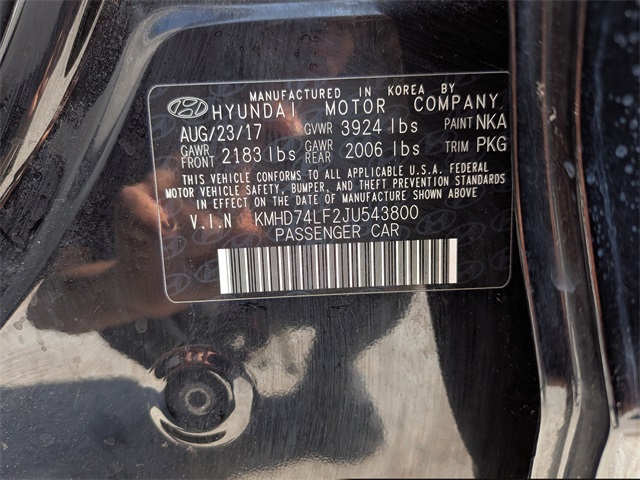 MANUFACTURED IN KOREA BY
HYUNDAI MOTOR COMPANY
AUG/23/17 GVWR 3924 lbs PAINT NKA
GAWR FRONT 2183 lbs GAWR REAR 2006 lbs TRIM PKG
THIS VEHICLE CONFORMS TO ALL APPLICABLE U.S.A. FEDERAL
MOTOR VEHICLE SAFETY, BUMPER, AND THEFT PREVENTION STANDARDS
IN EFFECT ON THE DATE OF MANUFACTURE SHOWN ABOVE
V.I.N KMHD74LF2JU543800
PASSENGER CAR